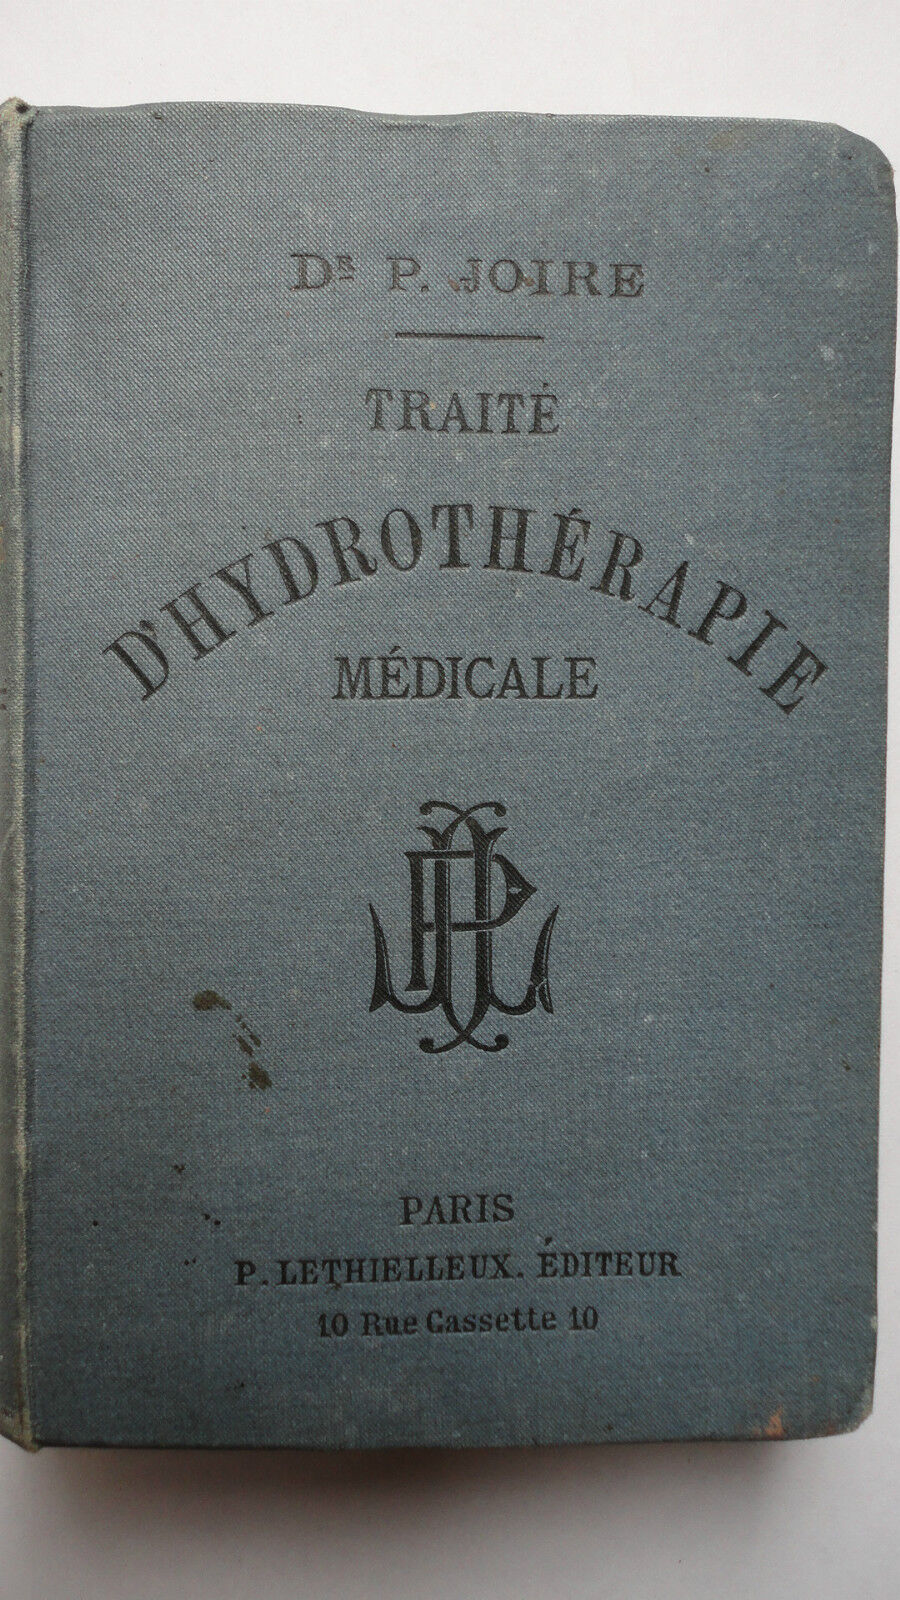 DR P. JOIRE
TRAITÉ
D'HYDROTHÉRAPIE
MÉDICALE
PARIS
P. LETHIELLEUX. ÉDITEUR
10 Rue Cassette 10